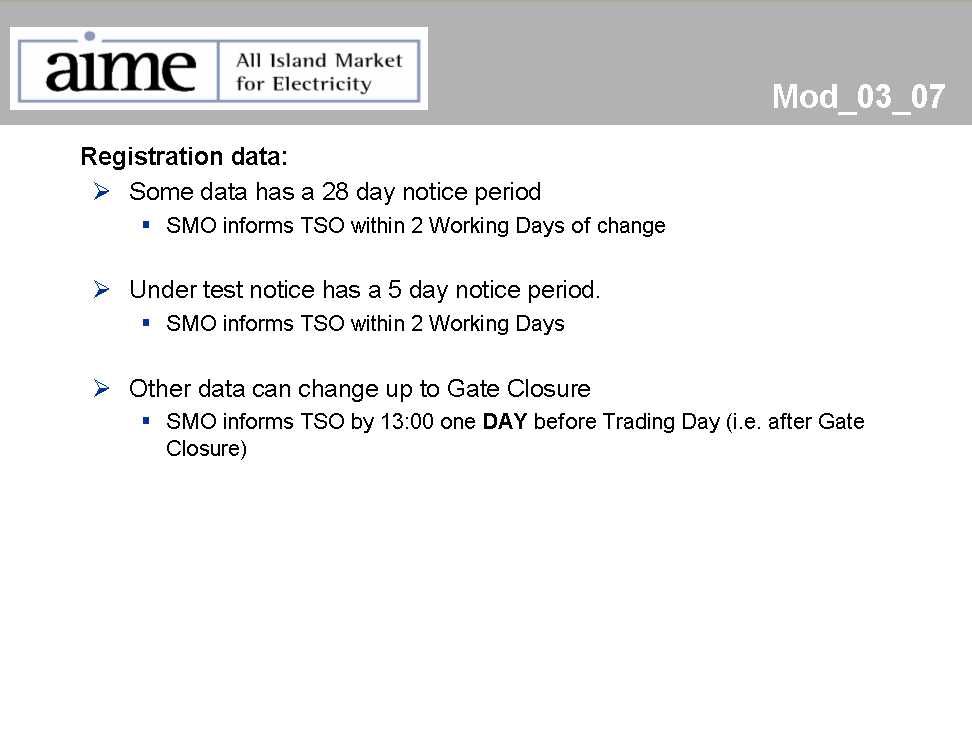 aime
All Island Market
for Electricity
Mod_03_07
Registration data:
Some data has a 28 day notice period
SMO informs TSO within 2 Working Days of change
Under test notice has a 5 day notice period.
SMO informs TSO within 2 Working Days
Other data can change up to Gate Closure
SMO informs TSO by 13:00 one DAY before Trading Day (i.e. after Gate
Closure)